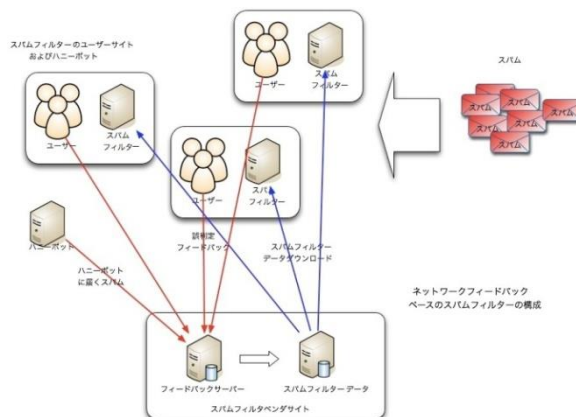 スパムフィルターのユーザーサイト
およびハニーポット
ユーザー
スパム
フィルター
ユーザー
スパム
フィルター
ユーザー
スパム
フィルター
スパム
スパム
スパム
スパム
スパム
スパム
ハニーポット
ハニーポット
に届くスパム
誤判定
フィードバック
スパムフィルター
データダウンロード
ネットワークフィードバック
ベースのスパムフィルターの構成
フィードバックサーバー
スパムフィルターデータ
スパムフィルタベンダサイト